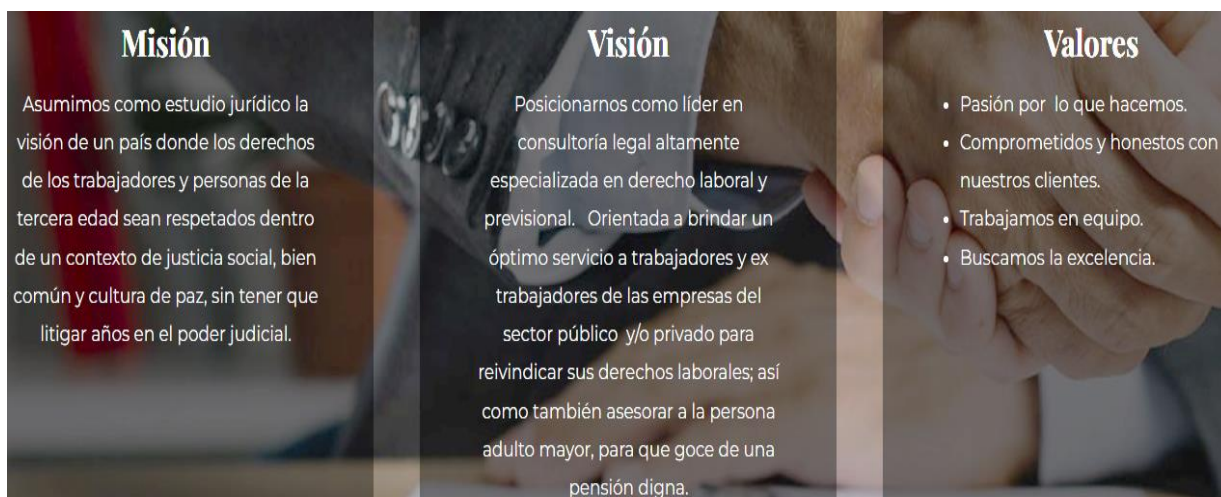 Misión
Asumimos como estudio jurídico la
visión de un país donde los derechos
de los trabajadores y personas de la
tercera edad sean respetados dentro
de un contexto de justicia social, bien
común y cultura de paz, sin tener que
litigar años en el poder judicial.
Visión
Posicionarnos como líder en
consultoría legal altamente
especializada en derecho laboral y
previsional. Orientada a brindar un
óptimo servicio a trabajadores y ex
trabajadores de las empresas del
sector público y/o privado para
reivindicar sus derechos laborales; así
como también asesorar a la persona
adulto mayor, para que goce de una
pensión digna.
Valores
• Pasión por lo que hacemos.
• Comprometidos y honestos con
nuestros clientes.
• Trabajamos en equipo.
• Buscamos la excelencia.